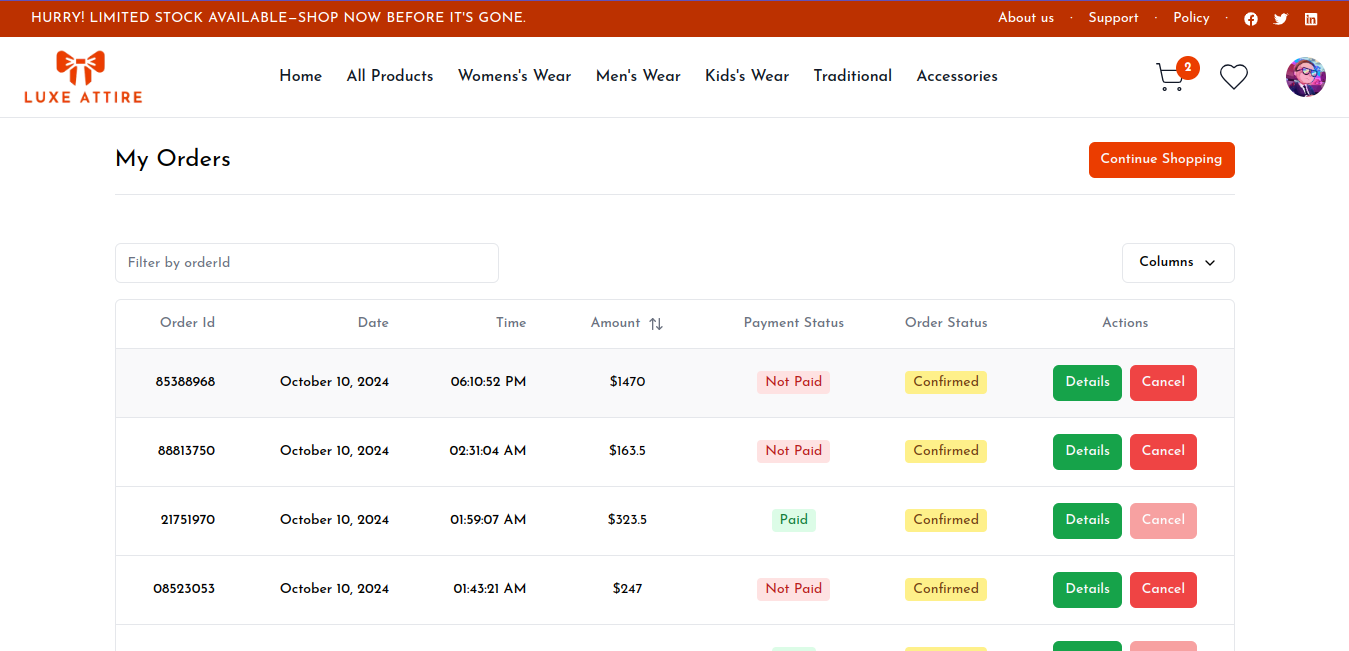 HURRY! LIMITED STOCK AVAILABLE—SHOP NOW BEFORE IT'S GONE. About us · Support · Policy ·
LUXE ATTIRE
Home All Products Womens's Wear Men's Wear Kid's Wear Traditional Accessories 2
My Orders Continue Shopping
Filter by orderId Columns
Order Id Date Time Amount Payment Status Order Status Actions
85388968 October 10, 2024 06:10:52 PM $1470 Not Paid Confirmed Details Cancel
88813750 October 10, 2024 02:31:04 AM $163.5 Not Paid Confirmed Details Cancel
21751970 October 10, 2024 01:59:07 AM $323.5 Paid Confirmed Details Cancel
08523053 October 10, 2024 01:43:21 AM $247 Not Paid Confirmed Details Cancel